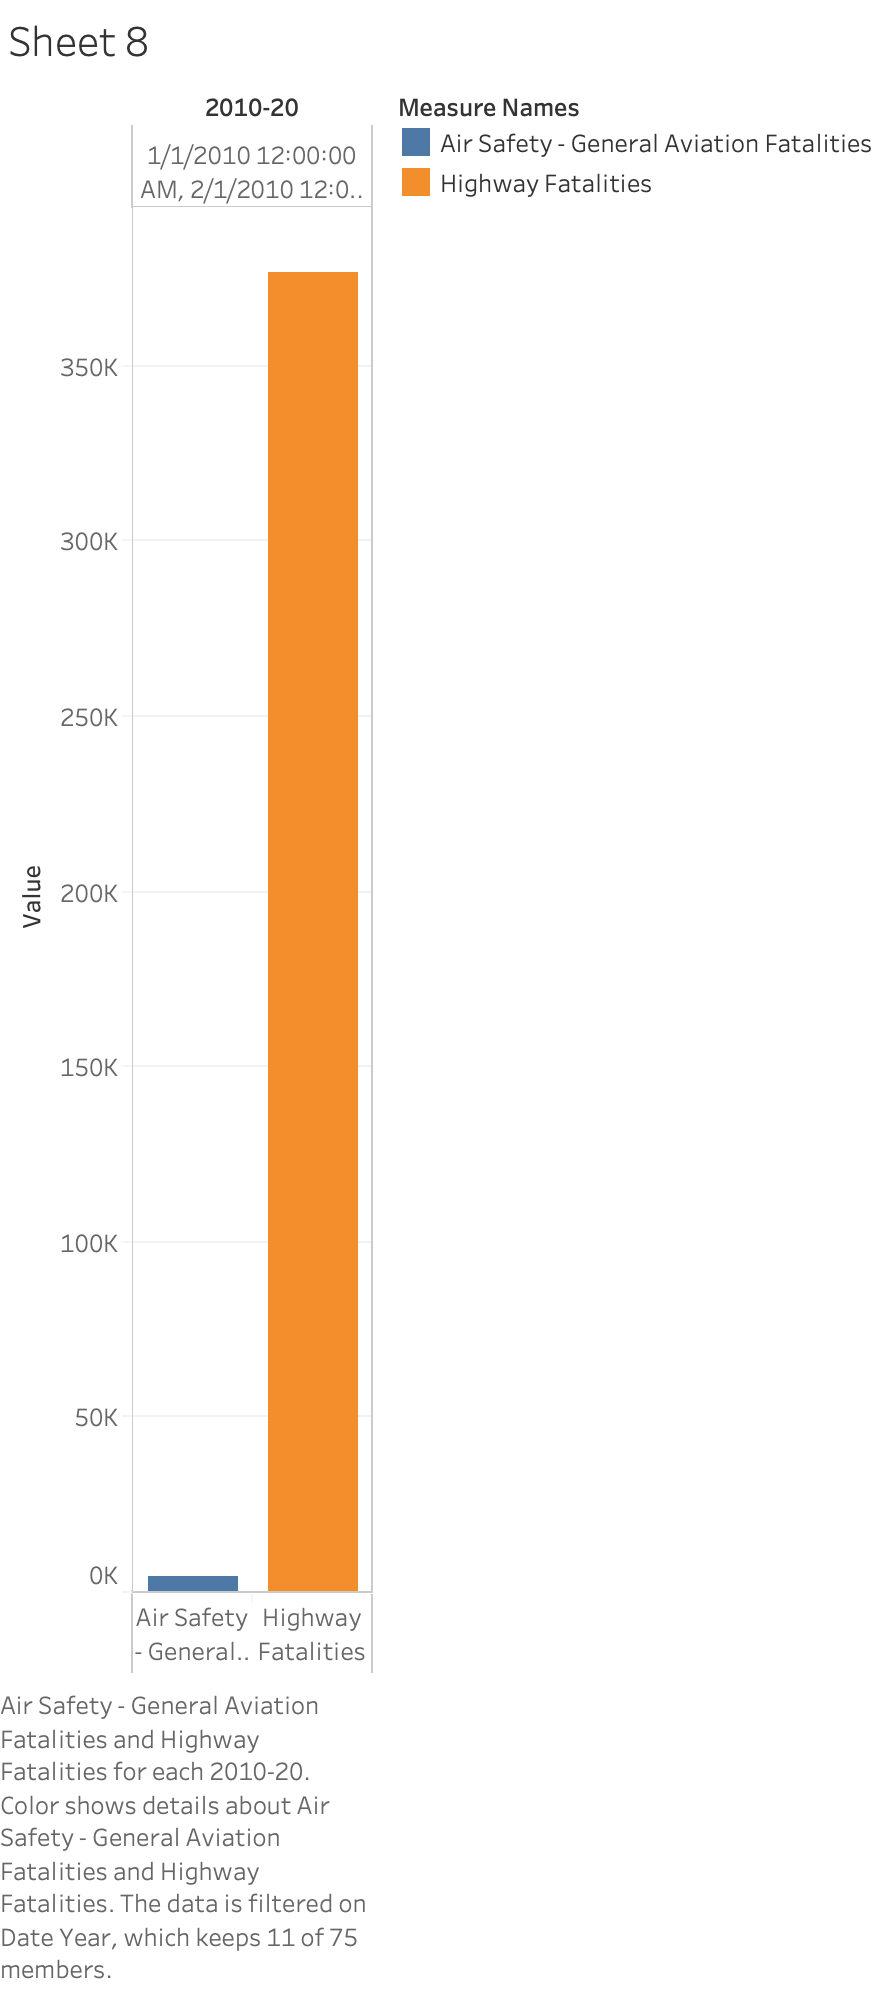 Sheet 8
2010-20
1/1/2010 12:00:00
AM, 2/1/2010 12:0..
Measure Names
Air Safety - General Aviation Fatalities
Highway Fatalities
350K
300K
250K
200K
150K
100K
50K
0K
Value
Air Safety
- General..
Highway
Fatalities
Air Safety - General Aviation
Fatalities and Highway
Fatalities for each 2010-20.
Color shows details about Air
Safety - General Aviation
Fatalities and Highway
Fatalities. The data is filtered on
Date Year, which keeps 11 of 75
members.